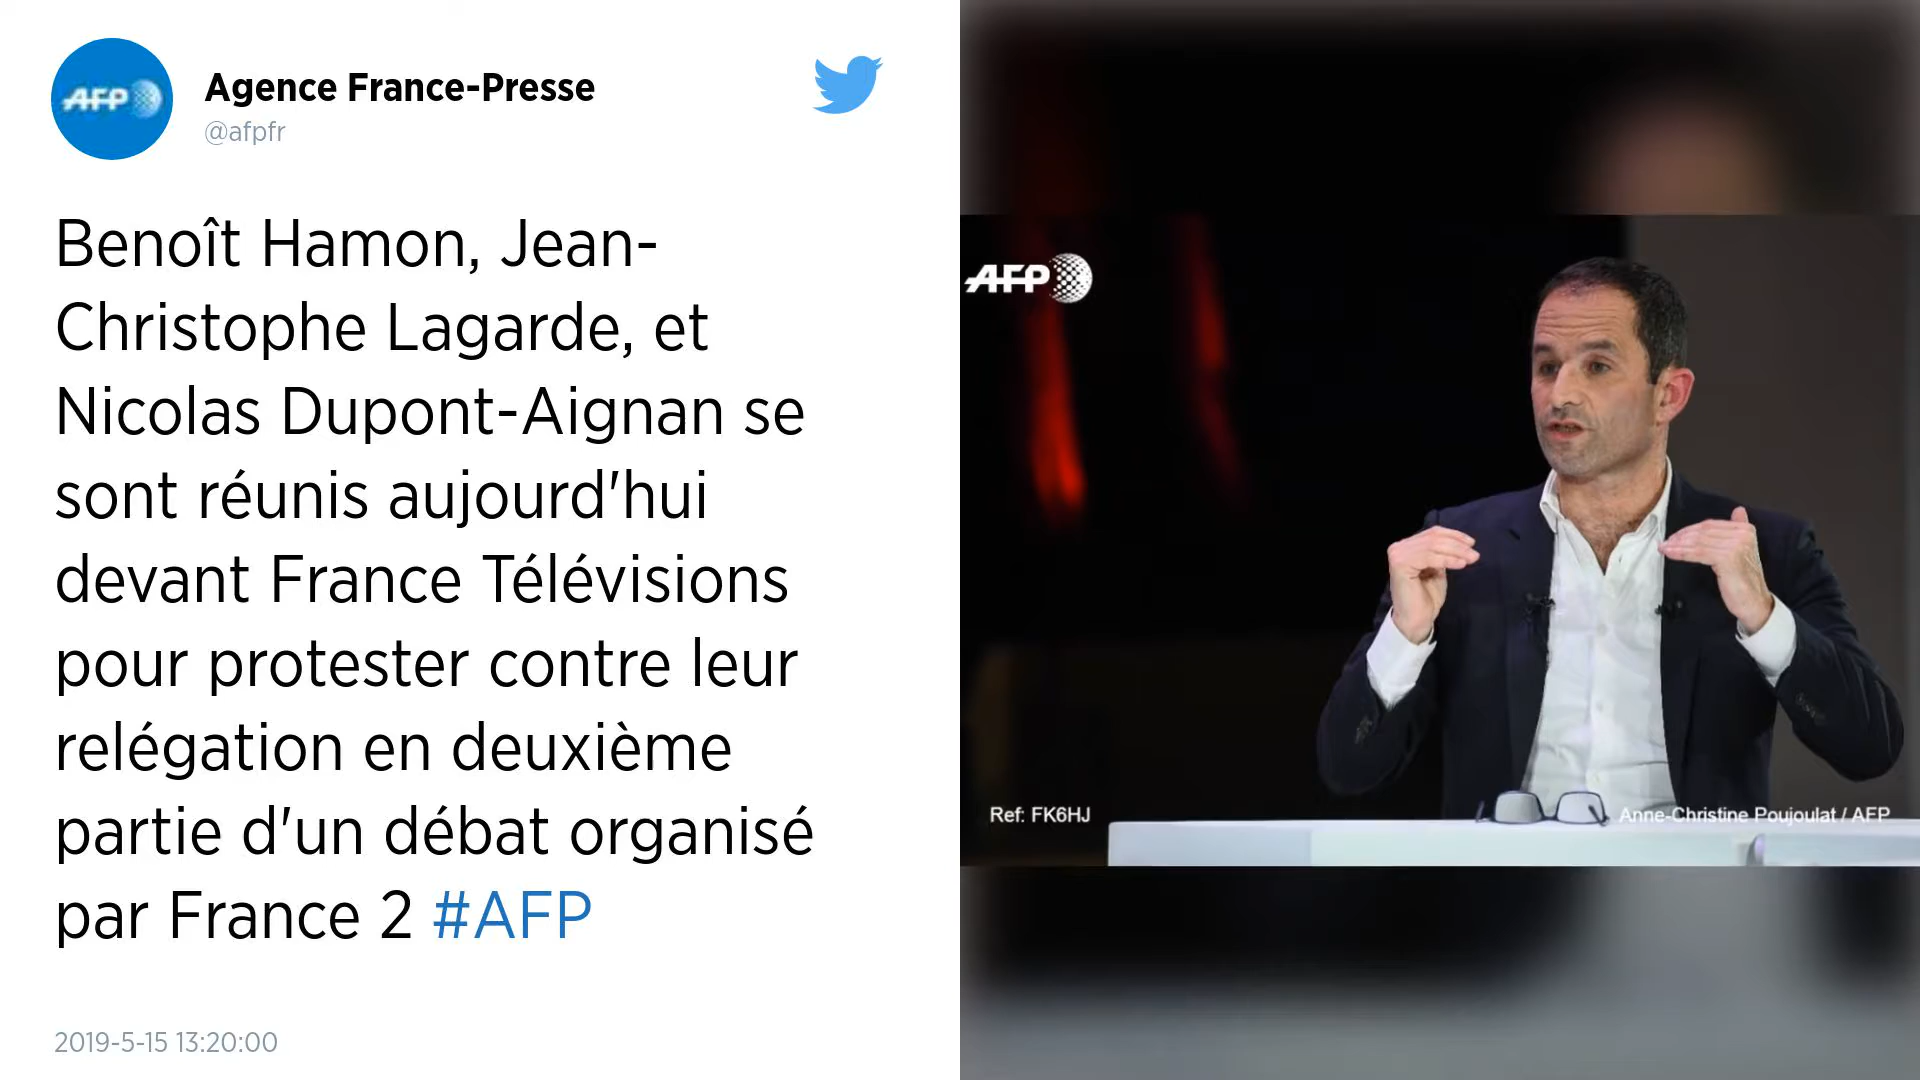 AFP
Agence France-Presse
@afpfr
Benoît Hamon, Jean-
Christophe Lagarde, et
Nicolas Dupont-Aignan se
sont réunis aujourd'hui
devant France Télévisions
pour protester contre leur
relégation en deuxième
partie d'un débat organisé
par France 2 #AFP
2019-5-15 13:20:00
AFP
Ref: FK6HJ
Anne-Christine Poujoulat / AFP